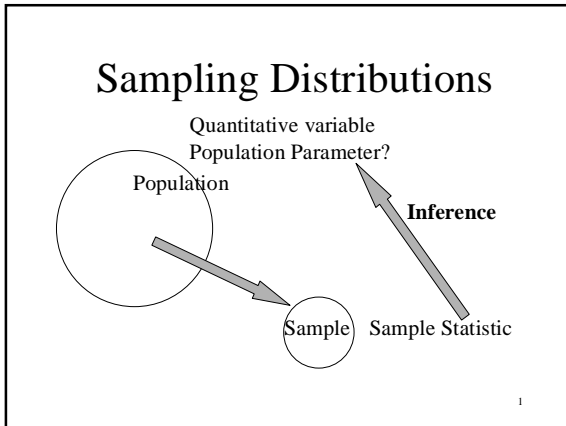 Sampling Distributions
Quantitative variable
Population Parameter?
Population
Inference
Sample
Sample Statistic
1